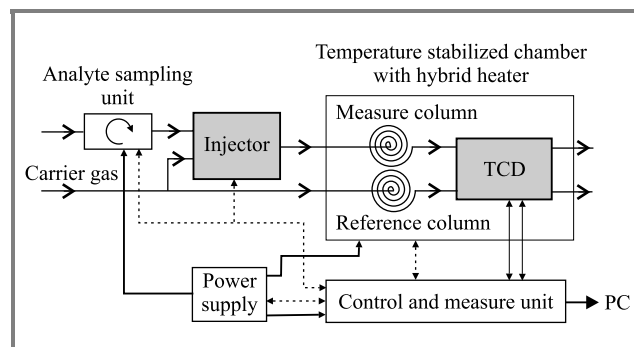 Temperature stabilized chamber
with hybrid heater
Analyte sampling
unit
Measure column
Injector
TCD
Carrier gas
Reference column
Power
supply
Control and measure unit
PC